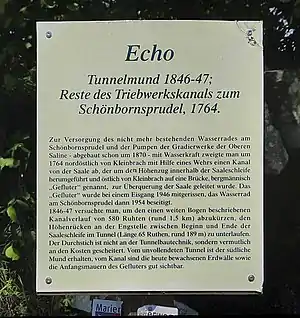 Echo
Tunnelmund 1846-47;
Reste des Triebwerkskanals zum
Schönbornsprudel, 1764.
Zur Versorgung des nicht mehr bestehenden Wasserrades am
Schönbornsprudel und der Pumpen der Gradierwerke der Oberen
Saline - abgebaut schon um 1870 - mit Wasserkraft zweigte man um
1764 nordöstlich von Kleinbrach mit Hilfe eines Wehrs einen Kanal
von der Saale ab, der um den Höhenzug innerhalb der Saaleschleife
herumgeführt und östlich von Kleinbrach auf eine Brücke, bergmännisch
„Gefluter" genannt, zur Überquerung der Saale geleitet wurde. Das
„Gefluter" wurde bei einem Eisgang 1946 mitgerissen, das Wasserrad
am Schönbornsprudel dann 1954 beseitigt.
1846-47 versuchte man, um den einen weiten Bogen beschriebenen
Kanalverlauf von 580 Ruhten (rund 1,5 km) abzukürzen, den
Höhenrücken an der Engstelle zwischen Beginn und Ende der
Saaleschleife im Tunnel (Länge 65 Ruthen, rund 189 m) zu unterlaufen.
Der Durchstich ist nicht an der Tunnelbautechnik, sondern vermutlich
an den Kosten gescheitert. Vom unvollendeten Tunnel ist der südliche
Mund erhalten, vom Kanal sind die heute bewachsenen Erdwälle sowie
die Anfangsmauern des Gefluters gut sichtbar.
Marien